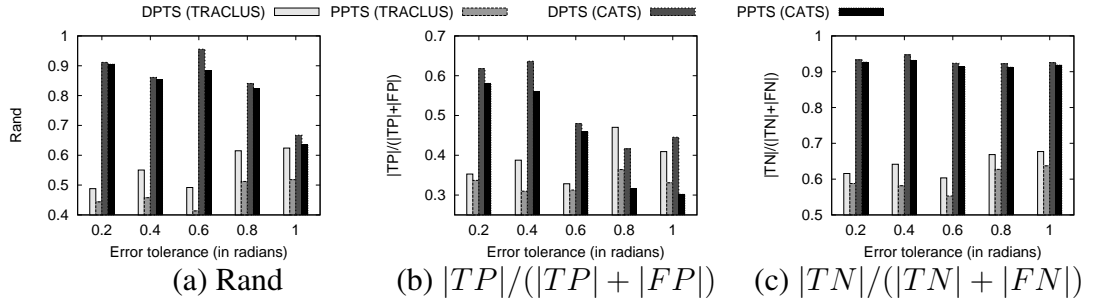 DPTS (TRACLUS) PPTS (TRACLUS) DPTS (CATS) PPTS (CATS)
Rand
1
0.9
0.8
0.7
0.6
0.5
0.4
0.2 0.4 0.6 0.8 1
Error tolerance (in radians)
(a) Rand
|TP|/(|TP|+|FP|)
0.7
0.6
0.5
0.4
0.3
0.2 0.4 0.6 0.8 1
Error tolerance (in radians)
(b) |TP|/(|TP| + |FP|)
|TN|/(|TN|+|FN|)
1
0.9
0.8
0.7
0.6
0.5
0.2 0.4 0.6 0.8 1
Error tolerance (in radians)
(c) |TN|/(|TN| + |FN|)